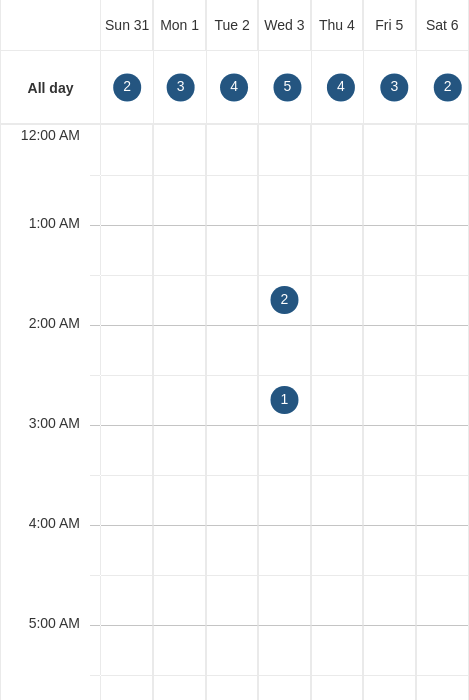 Sun 31 Mon 1 Tue 2 Wed 3 Thu 4 Fri 5 Sat 6
All day 2 3 4 5 4 3 2
12:00 AM
1:00 AM
2
2:00 AM
1
3:00 AM
4:00 AM
5:00 AM